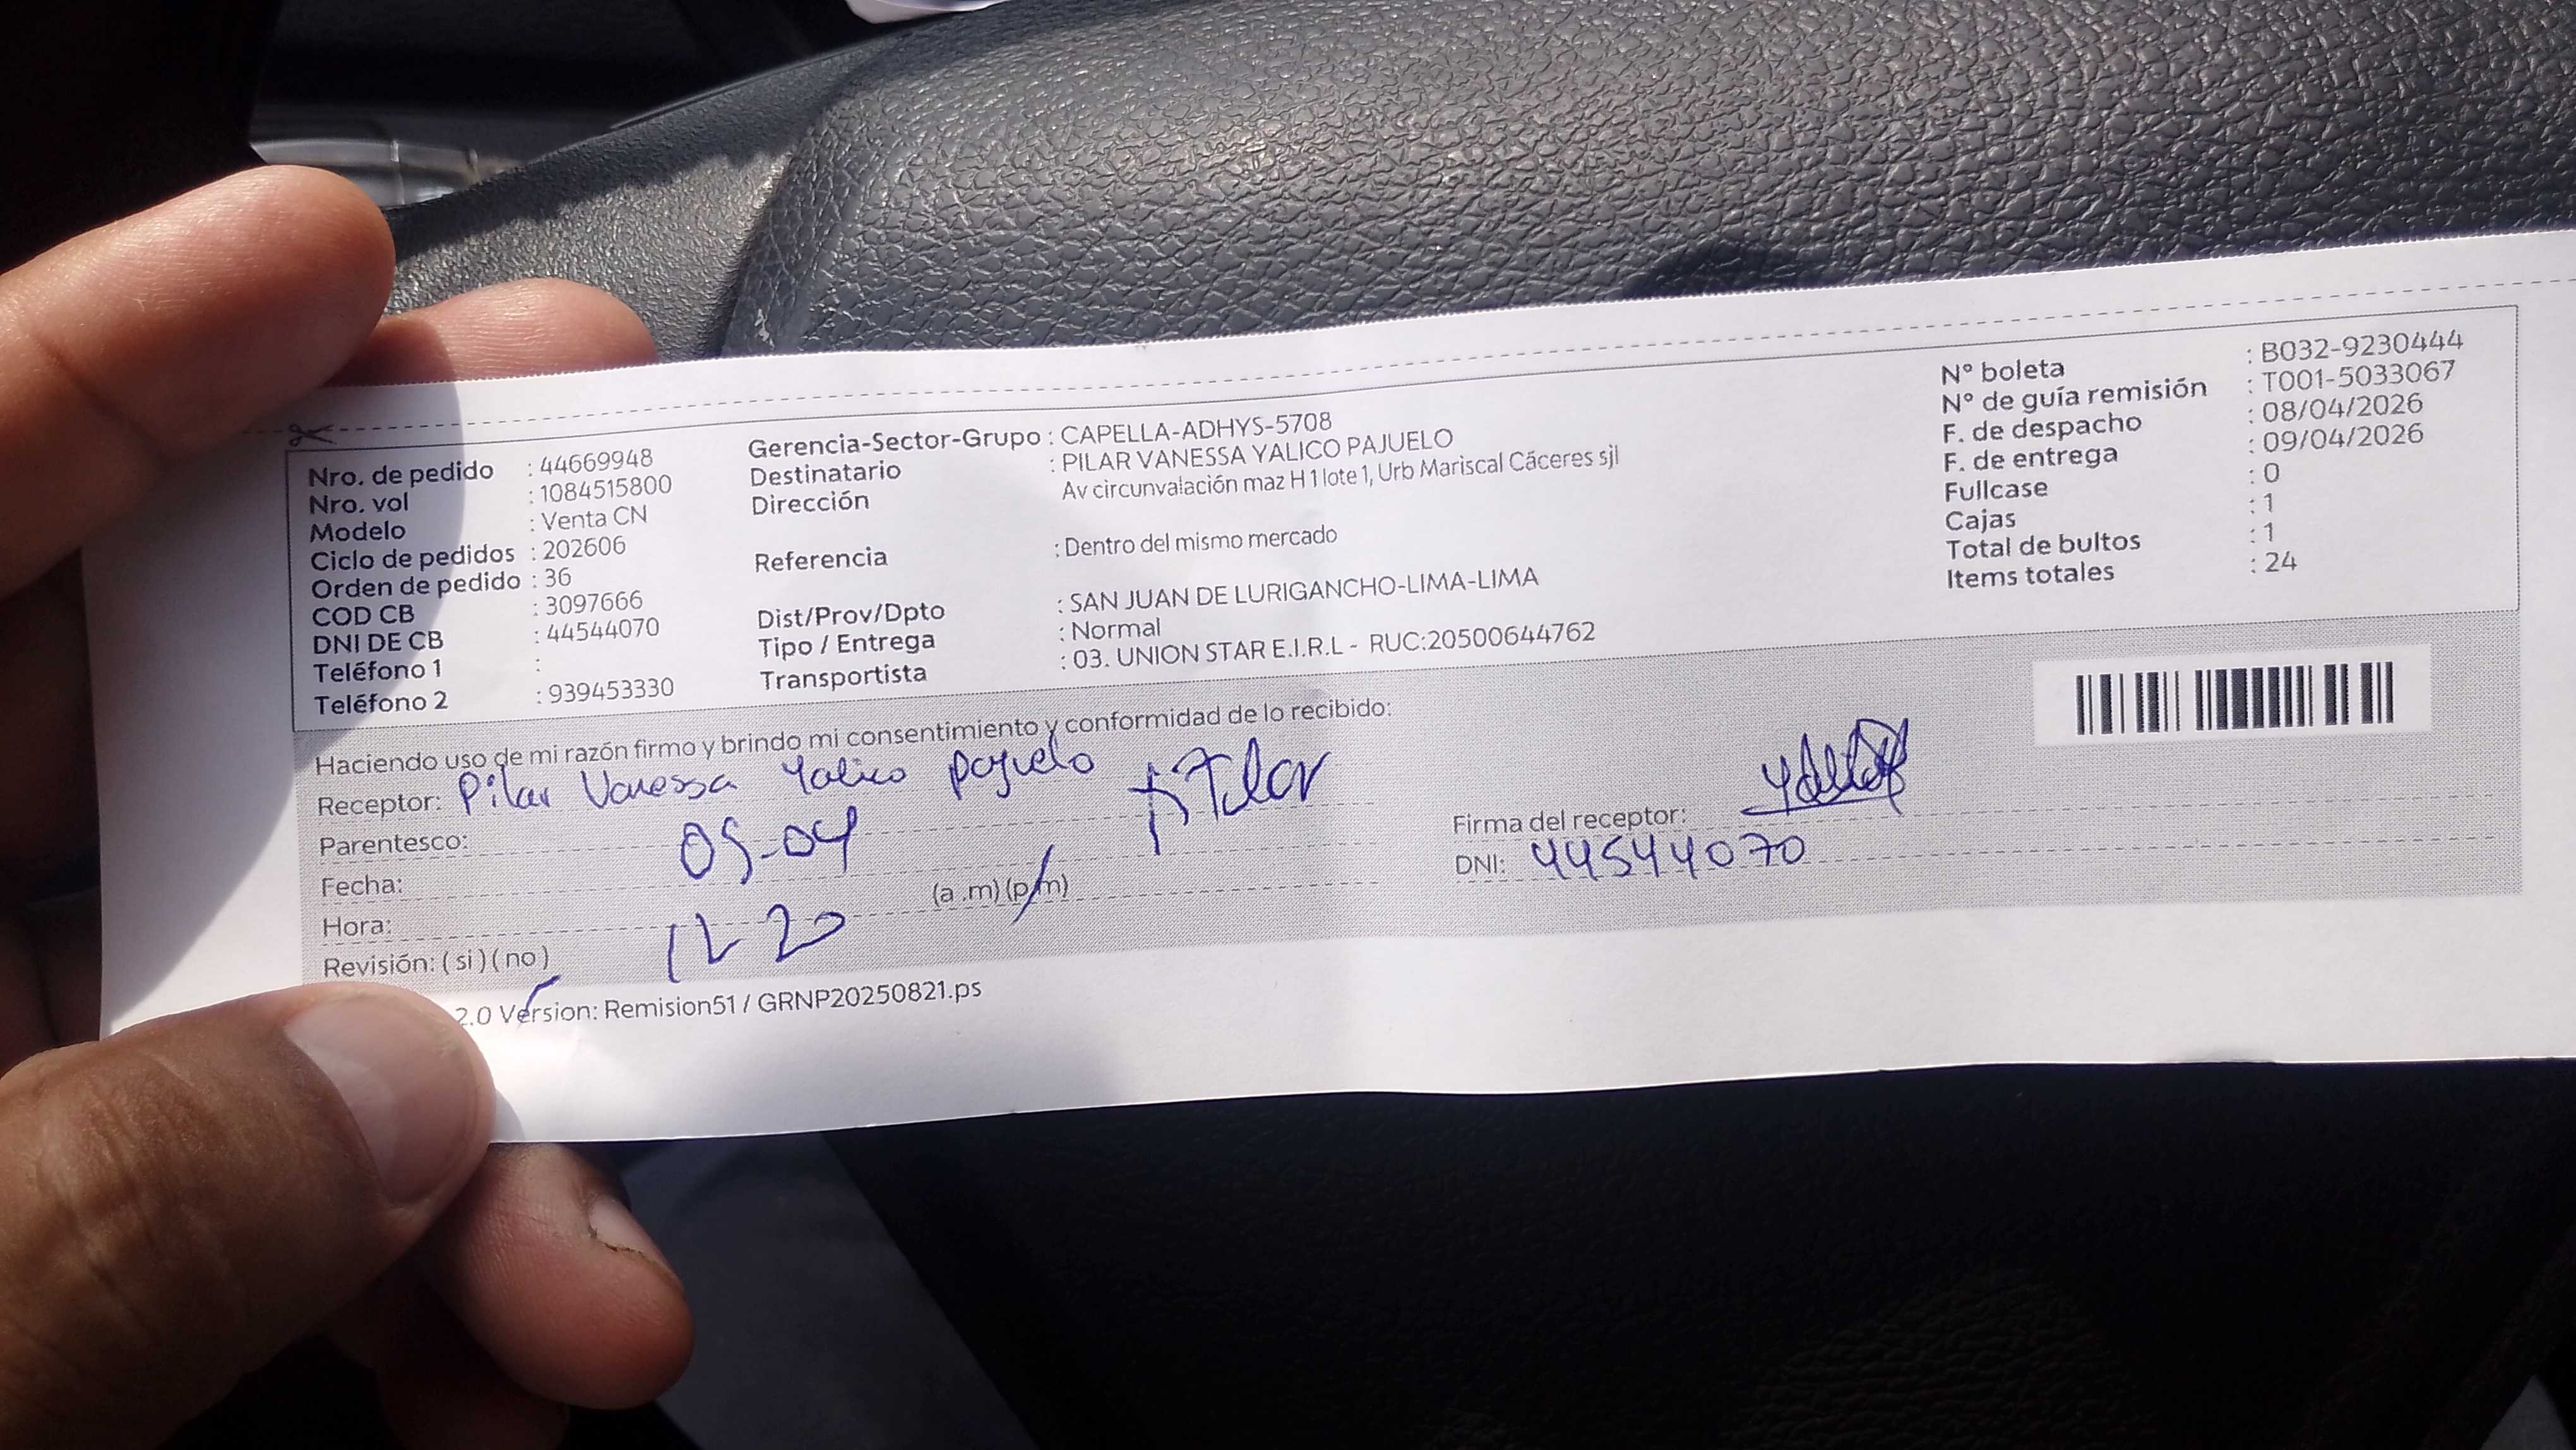 Nro. de pedido : 44669948
Nro. vol : 1084515800
Modelo : Venta CN
Ciclo de pedidos : 202606
Orden de pedido : 36
COD CB : 3097666
DNI DE CB : 44544070
Teléfono 1 :
Teléfono 2 : 939453330
Gerencia-Sector-Grupo : CAPELLA-ADHYS-5708
Destinatario : PILAR VANESSA YALICO PAJUELO
Dirección Av circunvalación maz H 1 lote 1, Urb Mariscal Cáceres sjl
Referencia : Dentro del mismo mercado
Dist/Prov/Dpto : SAN JUAN DE LURIGANCHO-LIMA-LIMA
Tipo / Entrega : Normal
Transportista : 03. UNION STAR E.I.R.L - RUC:20500644762
N° boleta : B032-9230444
N° de guía remisión : T001-5033067
F. de despacho : 08/04/2026
F. de entrega : 09/04/2026
Fullcase : 0
Cajas : 1
Total de bultos : 1
Items totales : 24
Haciendo uso de mi razón firmo y brindo mi consentimiento y conformidad de lo recibido:
Receptor: Pilar Vanessa Yalico Pajuelo
Parentesco:
Fecha: 09-04
Hora: 12 20 (a .m) (p/m)
Revisión: ( si ) ( no )
Firma del receptor:
DNI: 44544070
2.0 Version: Remision51 / GRNP20250821.ps